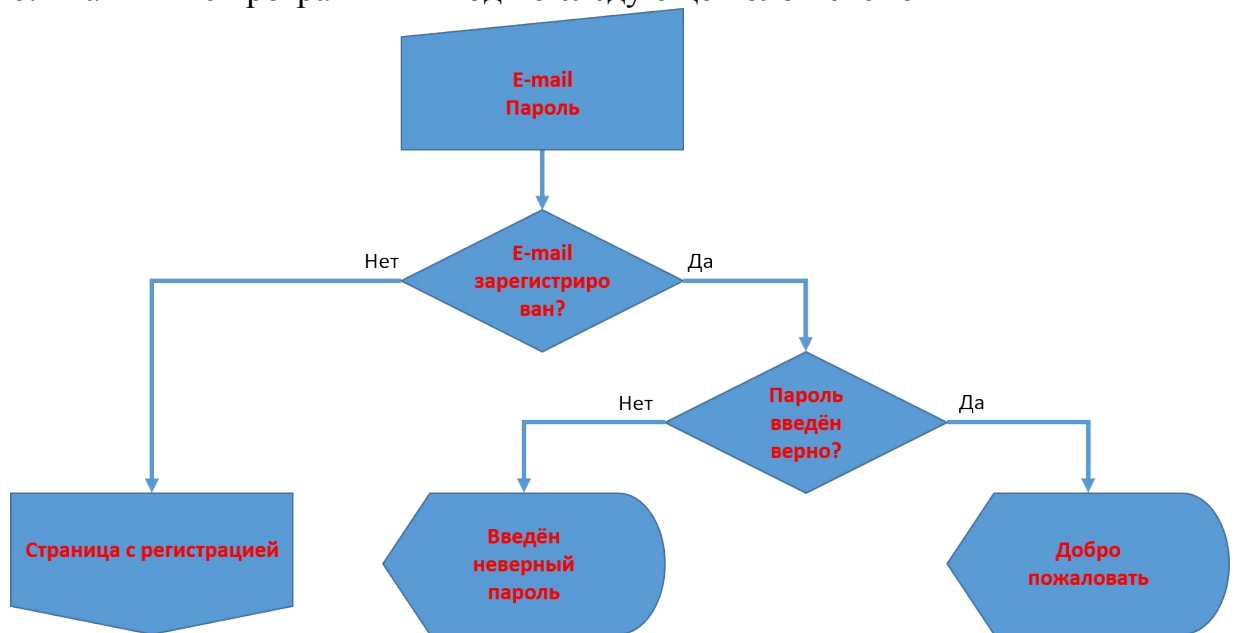 E-mail
Пароль
E-mail
зарегистриро
ван?
Нет
Да
Пароль
введён
верно?
Нет
Да
Страница с регистрацией
Введён
неверный
пароль
Добро
пожаловать